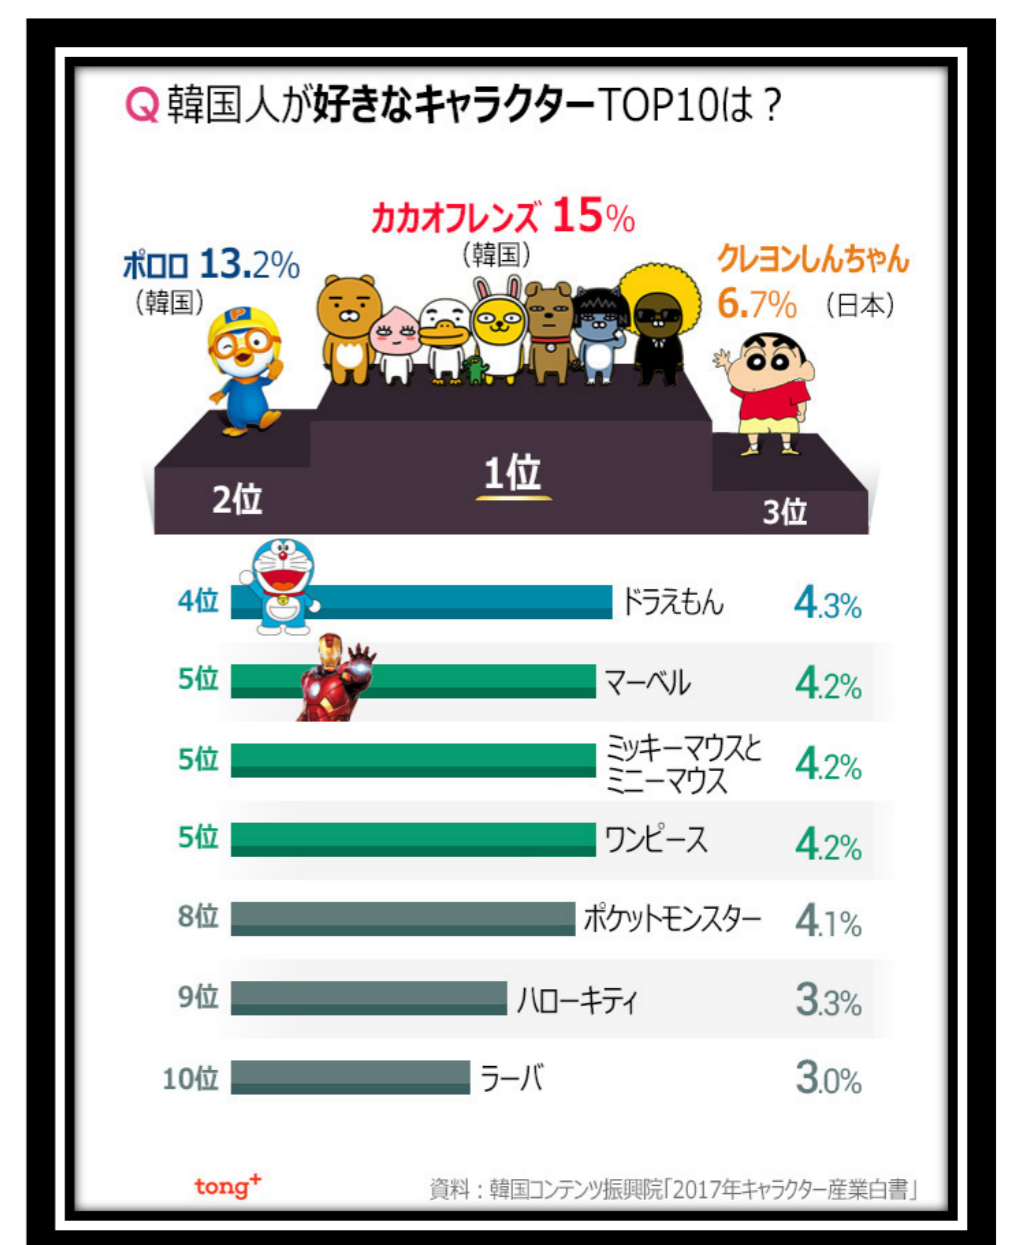 Q 韓国人が好きなキャラクターTOP10は？
カカオフレンズ 15%
（韓国）
ポロロ 13.2%
（韓国）
クレヨンしんちゃん
6.7% （日本）
P
1位
2位
3位
4位 ドラえもん 4.3%
5位 マーベル 4.2%
5位 ミッキーマウスと
ミニーマウス 4.2%
5位 ワンピース 4.2%
8位 ポケットモンスター 4.1%
9位 ハローキティ 3.3%
10位 ラーバ 3.0%
tong+
資料：韓国コンテンツ振興院「2017年キャラクター産業白書」